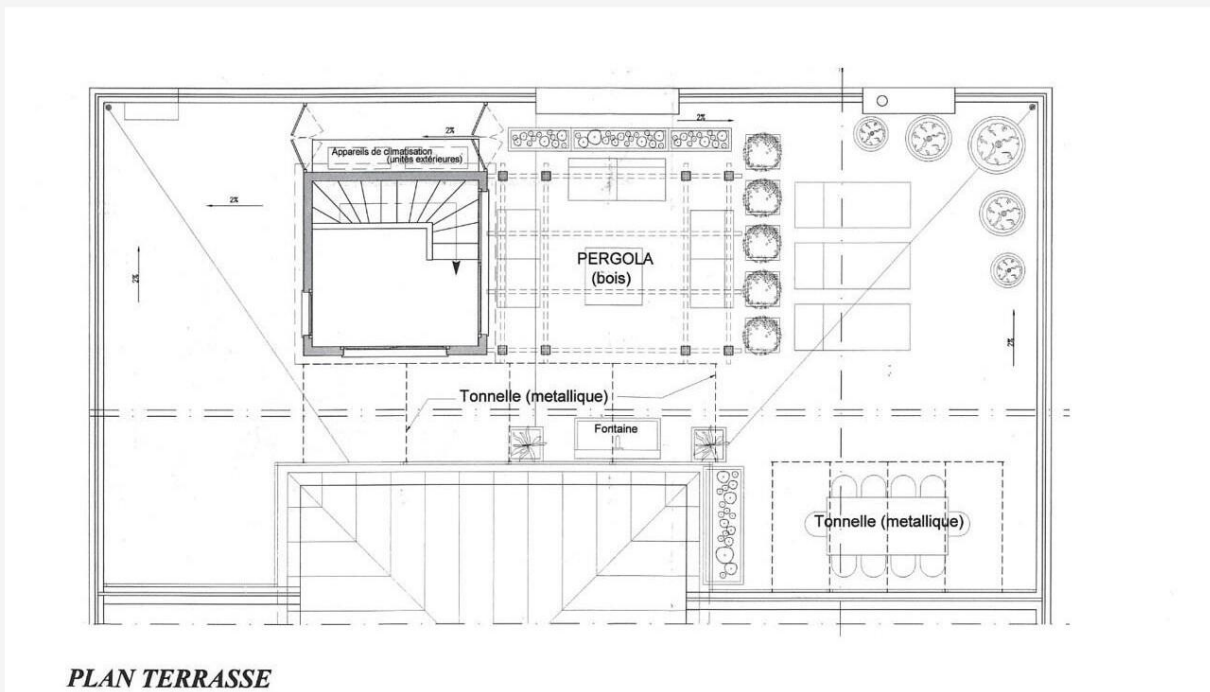 2%
2%
Appareils de climatisation
(unités extérieures)
2%
2%
PERGOLA
(bois)
2%
Tonnelle (metallique)
Fontaine
Tonnelle (metallique)
PLAN TERRASSE